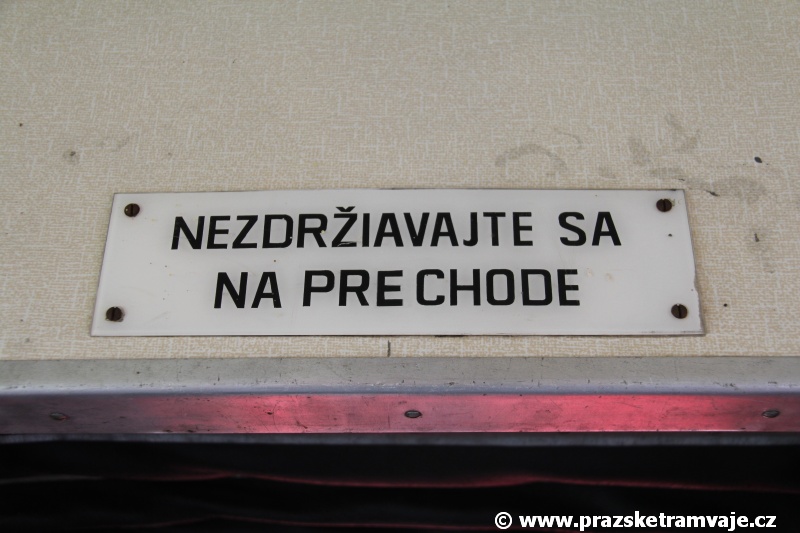 NEZDRŽIAVAJTE SA
NA PRECHODE
© www.prazsketramvaje.cz